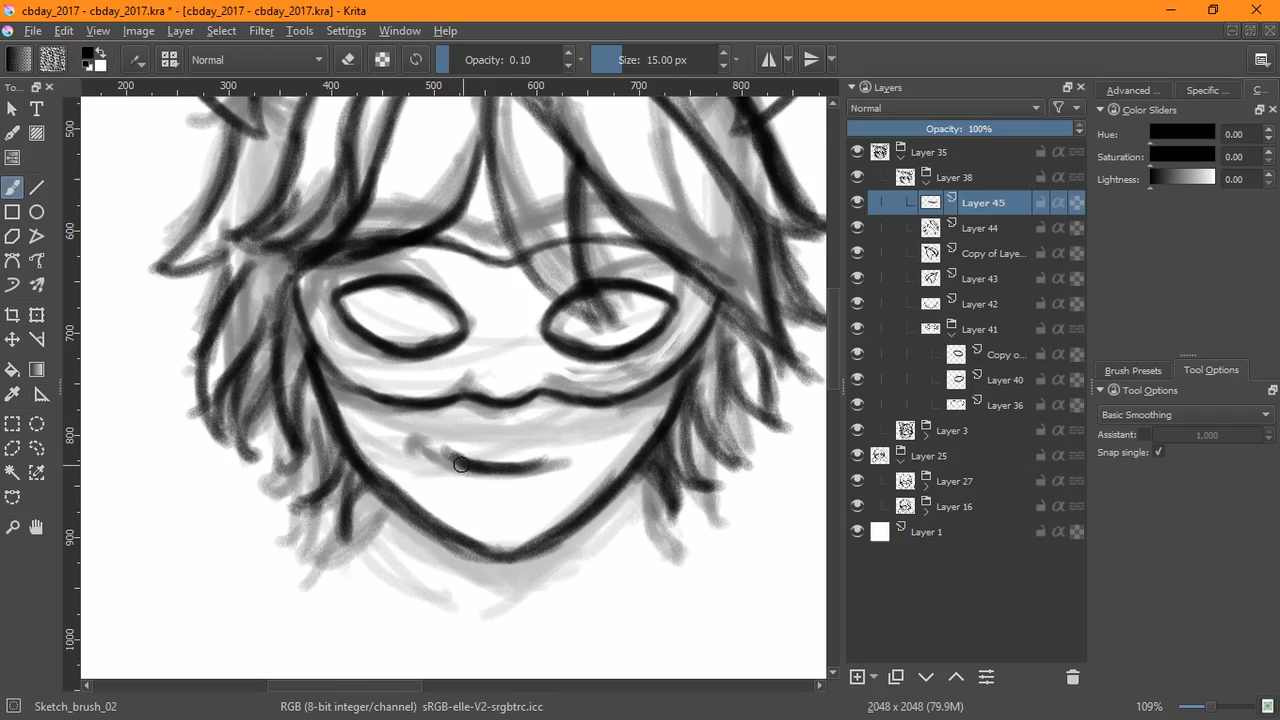 cbday_2017 - cbday_2017.kra * - [cbday_2017 - cbday_2017.kra] - Krita
File Edit View Image Layer Select Filter Tools Settings Window Help
Normal Opacity: 0.10 Size: 15.00 px
To...
200 300 400 500 600 700 800
500
600
700
800
900
1000
Layers
Normal
Opacity: 100%
Layer 35
Layer 38
Layer 45
Layer 44
Copy of Laye...
Layer 43
Layer 42
Layer 41
Copy o...
Layer 40
Layer 36
Layer 3
Layer 25
Layer 27
Layer 16
Layer 1
Advanced ... Specific ... C...
Color Sliders
Hue: 0.00
Saturation: 0.00
Lightness: 0.00
Brush Presets Tool Options
Tool Options
Basic Smoothing
Assistant: 1,000
Snap single:
Sketch_brush_02 RGB (8-bit integer/channel) sRGB-elle-V2-srgbtrc.icc 2048 x 2048 (79.9M) 109%